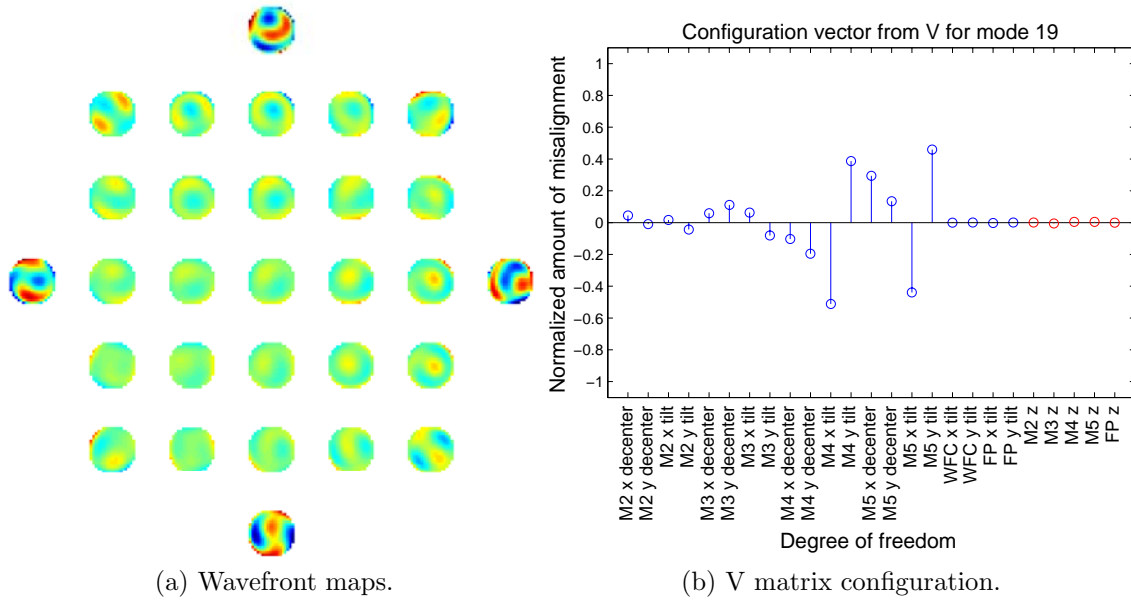 Configuration vector from V for mode 19
Normalized amount of misalignment
1
0.8
0.6
0.4
0.2
0
−0.2
−0.4
−0.6
−0.8
−1
M2 x decenter
M2 y decenter
M2 x tilt
M2 y tilt
M3 x decenter
M3 y decenter
M3 x tilt
M3 y tilt
M4 x decenter
M4 y decenter
M4 x tilt
M4 y tilt
M5 x decenter
M5 y decenter
M5 x tilt
M5 y tilt
WFC x tilt
WFC y tilt
FP x tilt
FP y tilt
M2 z
M3 z
M4 z
M5 z
FP z
Degree of freedom
(a) Wavefront maps.
(b) V matrix configuration.